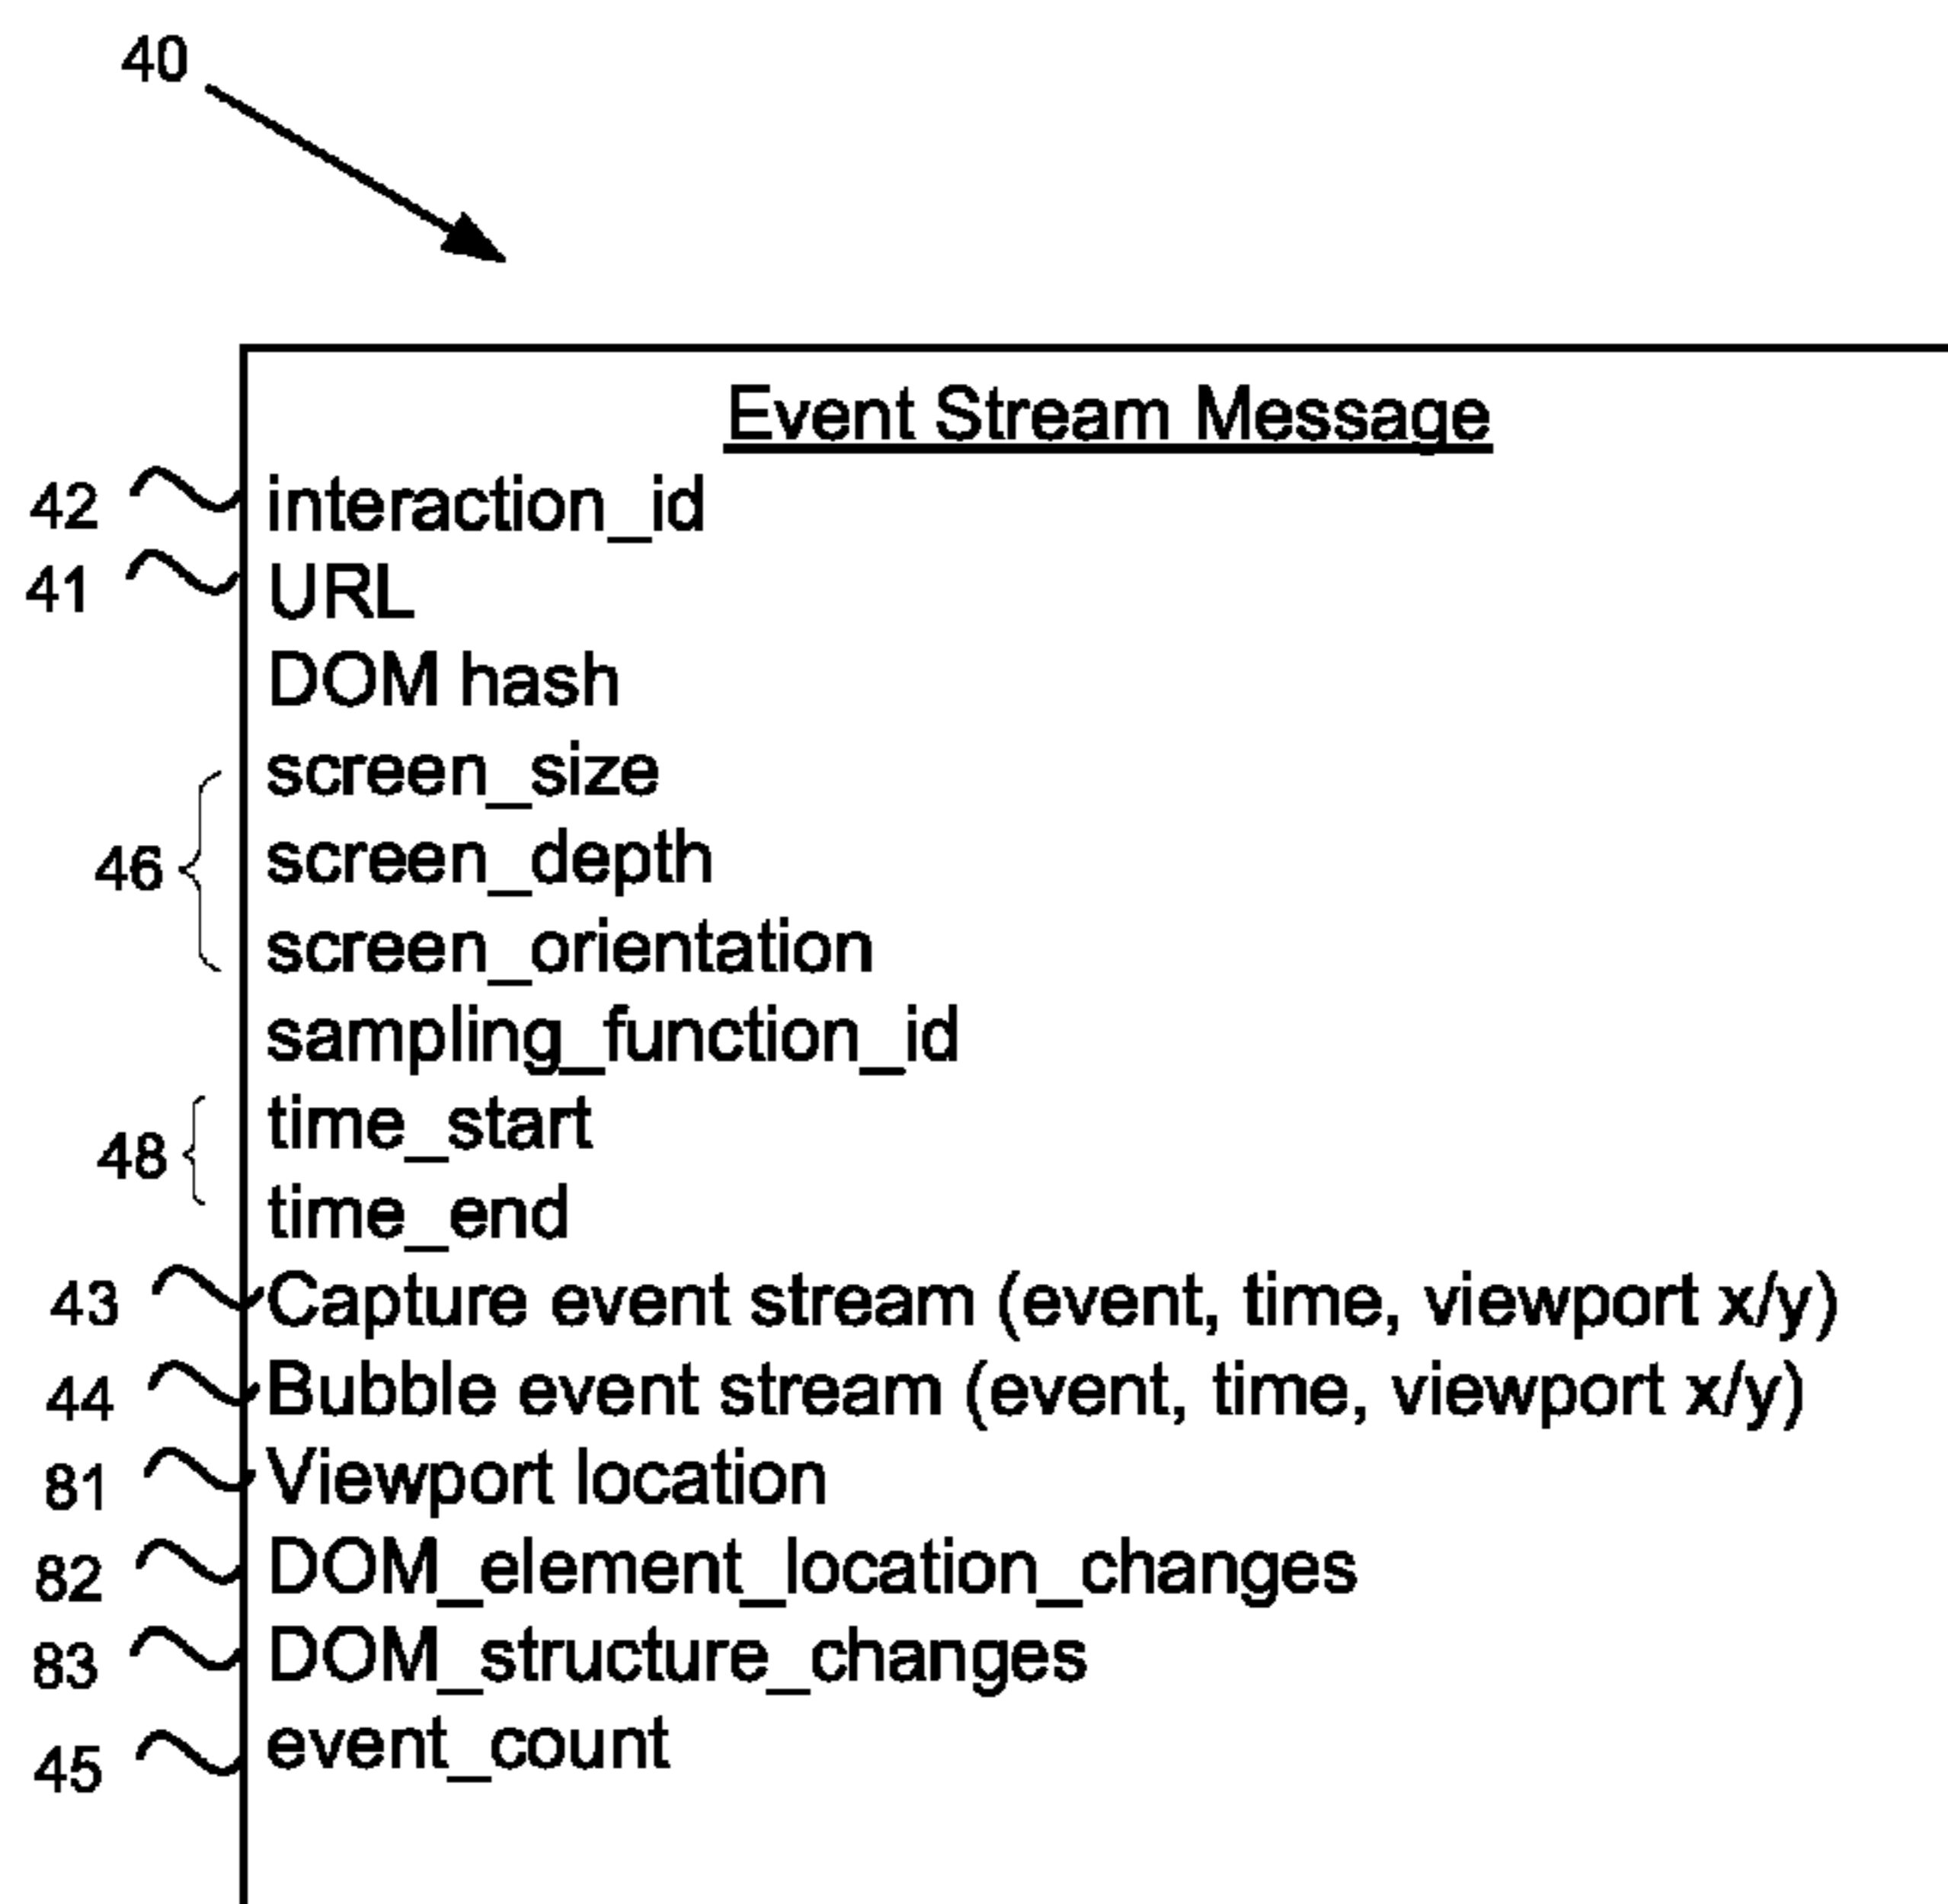 40
Event Stream Message
42 interaction_id
41 URL
DOM hash
screen_size
46 screen_depth
screen_orientation
sampling_function_id
48 time_start
time_end
43 Capture event stream (event, time, viewport x/y)
44 Bubble event stream (event, time, viewport x/y)
81 Viewport location
82 DOM_element_location_changes
83 DOM_structure_changes
45 event_count